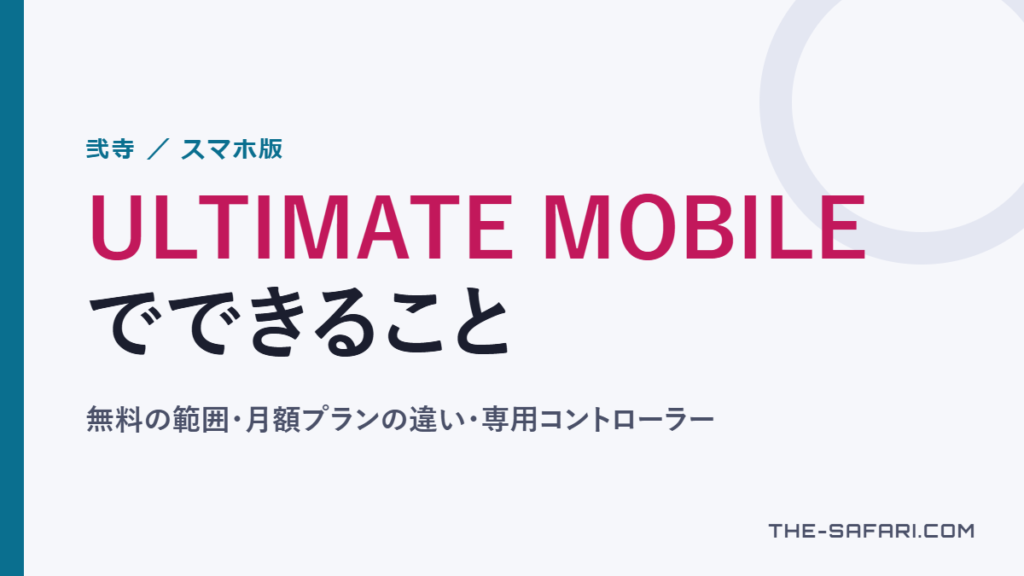 弐寺 ／ スマホ版
ULTIMATE MOBILE
でできること
無料の範囲・月額プランの違い・専用コントローラー
THE-SAFARI.COM